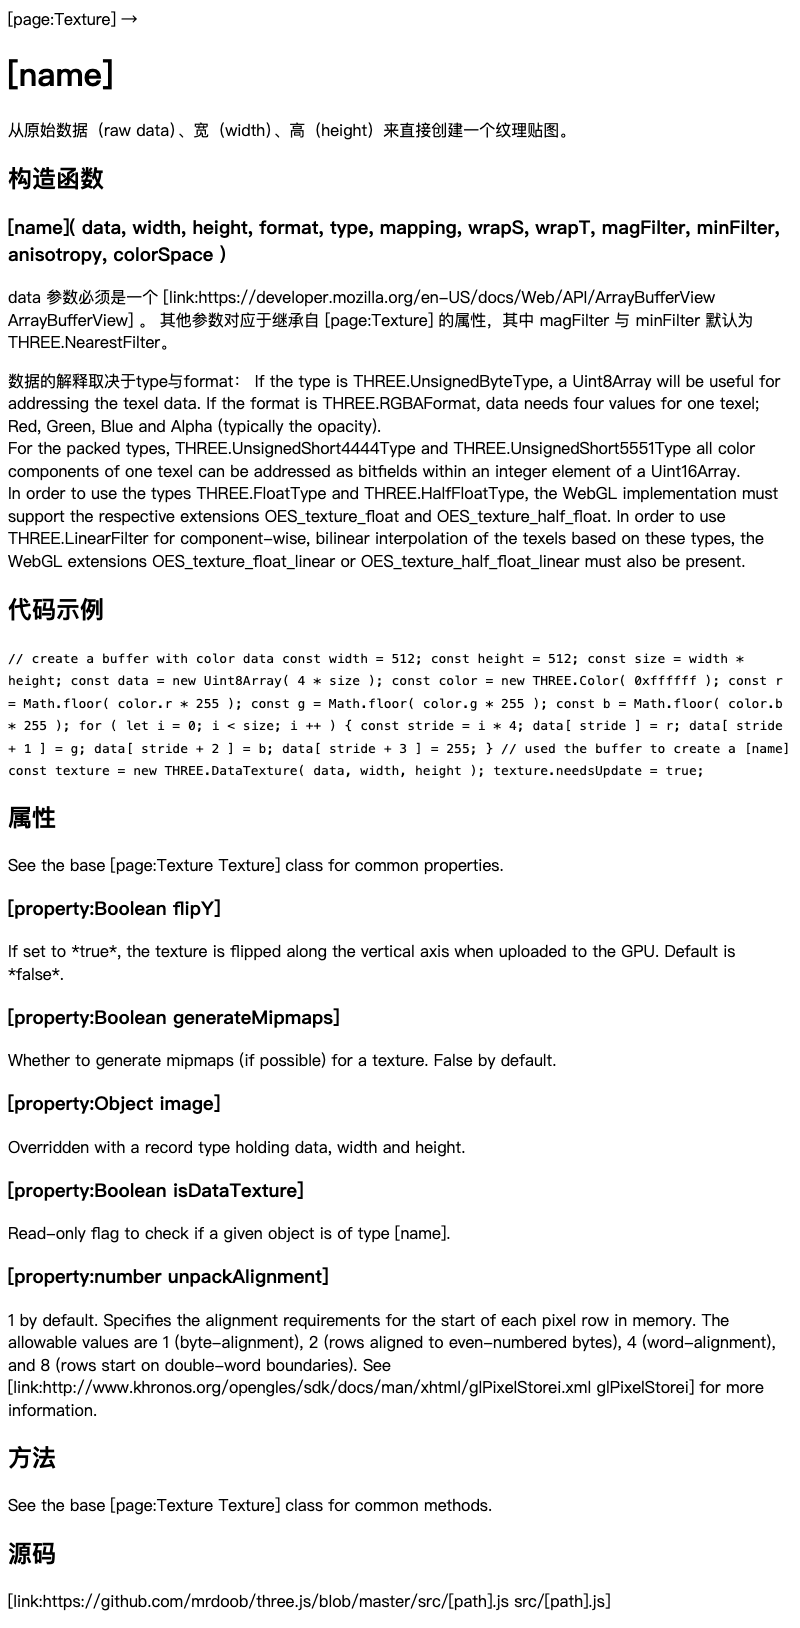 [page:Texture] →
[name]
从原始数据（raw data）、宽（width）、高（height）来直接创建一个纹理贴图。
构造函数
[name]( data, width, height, format, type, mapping, wrapS, wrapT, magFilter, minFilter,
anisotropy, colorSpace )
data 参数必须是一个 [link:https://developer.mozilla.org/en-US/docs/Web/API/ArrayBufferView
ArrayBufferView] 。 其他参数对应于继承自 [page:Texture] 的属性，其中 magFilter 与 minFilter 默认为
THREE.NearestFilter。
数据的解释取决于type与format： If the type is THREE.UnsignedByteType, a Uint8Array will be useful for
addressing the texel data. If the format is THREE.RGBAFormat, data needs four values for one texel;
Red, Green, Blue and Alpha (typically the opacity).
For the packed types, THREE.UnsignedShort4444Type and THREE.UnsignedShort5551Type all color
components of one texel can be addressed as bitfields within an integer element of a Uint16Array.
In order to use the types THREE.FloatType and THREE.HalfFloatType, the WebGL implementation must
support the respective extensions OES_texture_float and OES_texture_half_float. In order to use
THREE.LinearFilter for component-wise, bilinear interpolation of the texels based on these types, the
WebGL extensions OES_texture_float_linear or OES_texture_half_float_linear must also be present.
代码示例
// create a buffer with color data const width = 512; const height = 512; const size = width *
height; const data = new Uint8Array( 4 * size ); const color = new THREE.Color( 0xffffff ); const r
= Math.floor( color.r * 255 ); const g = Math.floor( color.g * 255 ); const b = Math.floor( color.b
* 255 ); for ( let i = 0; i < size; i ++ ) { const stride = i * 4; data[ stride ] = r; data[ stride
+ 1 ] = g; data[ stride + 2 ] = b; data[ stride + 3 ] = 255; } // used the buffer to create a [name]
const texture = new THREE.DataTexture( data, width, height ); texture.needsUpdate = true;
属性
See the base [page:Texture Texture] class for common properties.
[property:Boolean flipY]
If set to *true*, the texture is flipped along the vertical axis when uploaded to the GPU. Default is
*false*.
[property:Boolean generateMipmaps]
Whether to generate mipmaps (if possible) for a texture. False by default.
[property:Object image]
Overridden with a record type holding data, width and height.
[property:Boolean isDataTexture]
Read-only flag to check if a given object is of type [name].
[property:number unpackAlignment]
1 by default. Specifies the alignment requirements for the start of each pixel row in memory. The
allowable values are 1 (byte-alignment), 2 (rows aligned to even-numbered bytes), 4 (word-alignment),
and 8 (rows start on double-word boundaries). See
[link:http://www.khronos.org/opengles/sdk/docs/man/xhtml/glPixelStorei.xml glPixelStorei] for more
information.
方法
See the base [page:Texture Texture] class for common methods.
源码
[link:https://github.com/mrdoob/three.js/blob/master/src/[path].js src/[path].js]